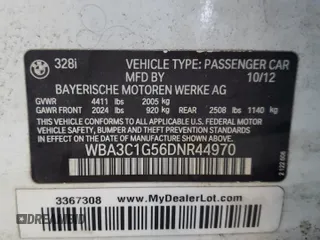 328i VEHICLE TYPE: PASSENGER CAR
MFD BY 10/12
BAYERISCHE MOTOREN WERKE AG
GVWR 4411 lbs 2005 kg
GAWR FRONT 2024 lbs 920 kg REAR 2508 lbs 1140 kg
THIS VEHICLE CONFORMS TO ALL APPLICABLE
U.S. FEDERAL MOTOR VEHICLE SAFETY, BUMPER,
AND THEFT PREVENTION STANDARDS IN EFFECT ON
THE DATE OF MANUFACTURE SHOWN ABOVE.
WBA3C1G56DNR44970
3367308 www.MyDealerLot.com